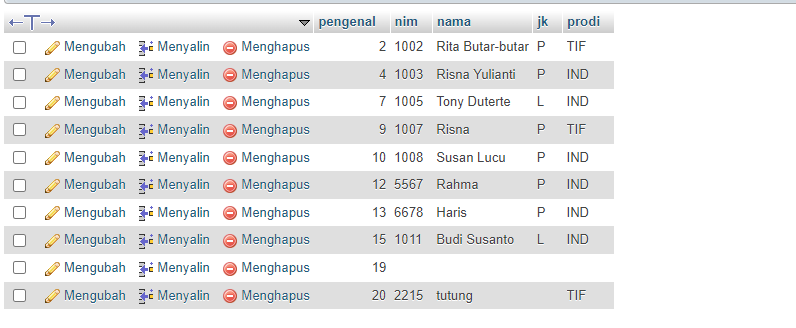 pengenal nim nama jk prodi
Mengubah Menyalin Menghapus 2 1002 Rita Butar-butar P TIF
Mengubah Menyalin Menghapus 4 1003 Risna Yulianti P IND
Mengubah Menyalin Menghapus 7 1005 Tony Duterte L IND
Mengubah Menyalin Menghapus 9 1007 Risna P TIF
Mengubah Menyalin Menghapus 10 1008 Susan Lucu P IND
Mengubah Menyalin Menghapus 12 5567 Rahma P IND
Mengubah Menyalin Menghapus 13 6678 Haris P IND
Mengubah Menyalin Menghapus 15 1011 Budi Susanto L IND
Mengubah Menyalin Menghapus 19
Mengubah Menyalin Menghapus 20 2215 tutung TIF